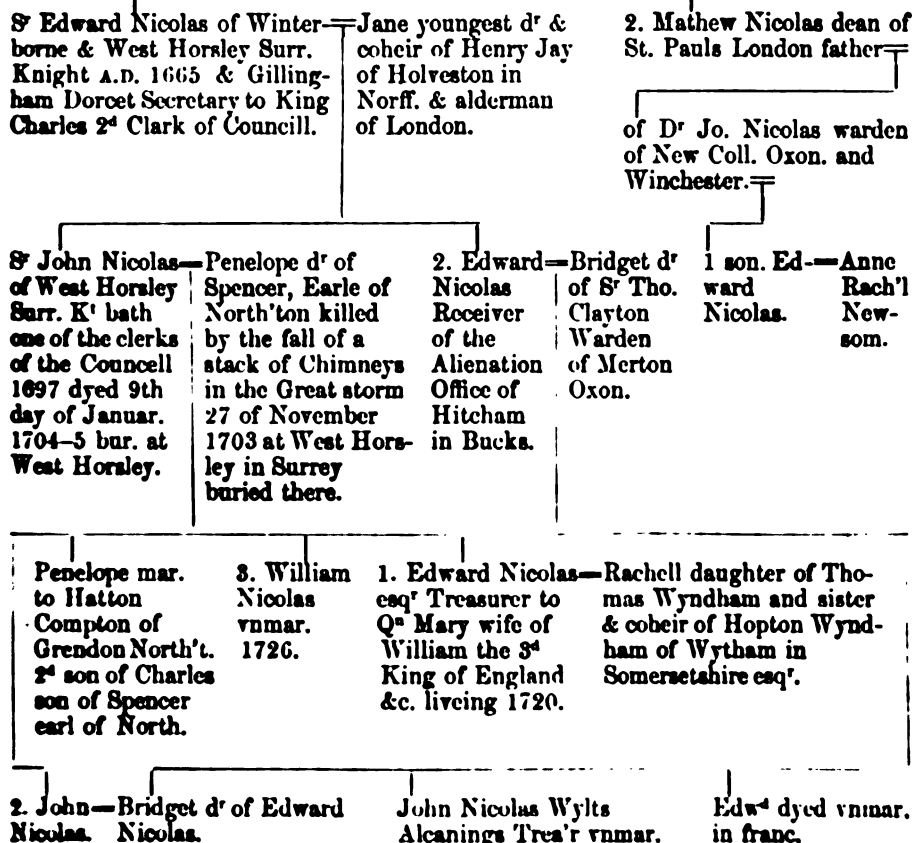 Sr Edward Nicolas of Winter-
borne & West Horsley Surr.
Knight A.D. 1665 & Gilling-
ham Dorcet Secretary to King
Charles 2d Clark of Councill.
Jane youngest dr &
coheir of Henry Jay
of Holveston in
Norff. & alderman
of London.
2. Mathew Nicolas dean of
St. Pauls London father
of Dr Jo. Nicolas warden
of New Coll. Oxon. and
Winchester.
Sr John Nicolas
of West Horsley
Surr. Kt bath
one of the clerks
of the Councell
1697 dyed 9th
day of Januar.
1704–5 bur. at
West Horsley.
Penelope dr of
Spencer, Earle of
North'ton killed
by the fall of a
stack of Chimneys
in the Great storm
27 of November
1703 at West Hors-
ley in Surrey
buried there.
2. Edward
Nicolas
Receiver
of the
Alienation
Office of
Hitcham
in Bucks.
Bridget dr
of Sr Tho.
Clayton
Warden
of Merton
Oxon.
1 son. Ed-
ward
Nicolas.
Anne
Rach'l
New-
som.
Penelope mar.
to Hatton
Compton of
Grendon North't.
2d son of Charles
son of Spencer
earl of North.
3. William
Nicolas
vnmar.
1726.
1. Edward Nicolas
esqr Treasurer to
Qn Mary wife of
William the 3d
King of England
&c. liveing 1720.
Rachell daughter of Tho-
mas Wyndham and sister
& coheir of Hopton Wynd-
ham of Wytham in
Somersetshire esqr.
2. John
Nicolas.
Bridget dr of Edward
Nicolas.
John Nicolas Wylts
Alcanings Trea'r vnmar.
Edwd dyed vnmar.
in franc.